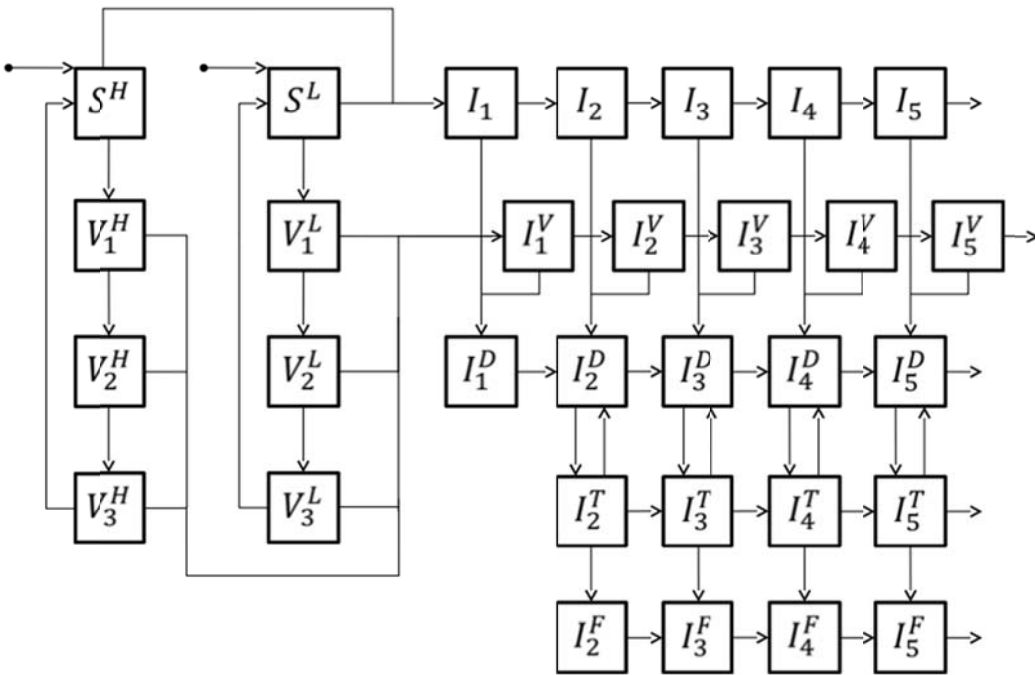 S^H S^L I_1 I_2 I_3 I_4 I_5
V_1^H V_1^L I_1^V I_2^V I_3^V I_4^V I_5^V
V_2^H V_2^L I_1^D I_2^D I_3^D I_4^D I_5^D
V_3^H V_3^L I_2^T I_3^T I_4^T I_5^T
I_2^F I_3^F I_4^F I_5^F